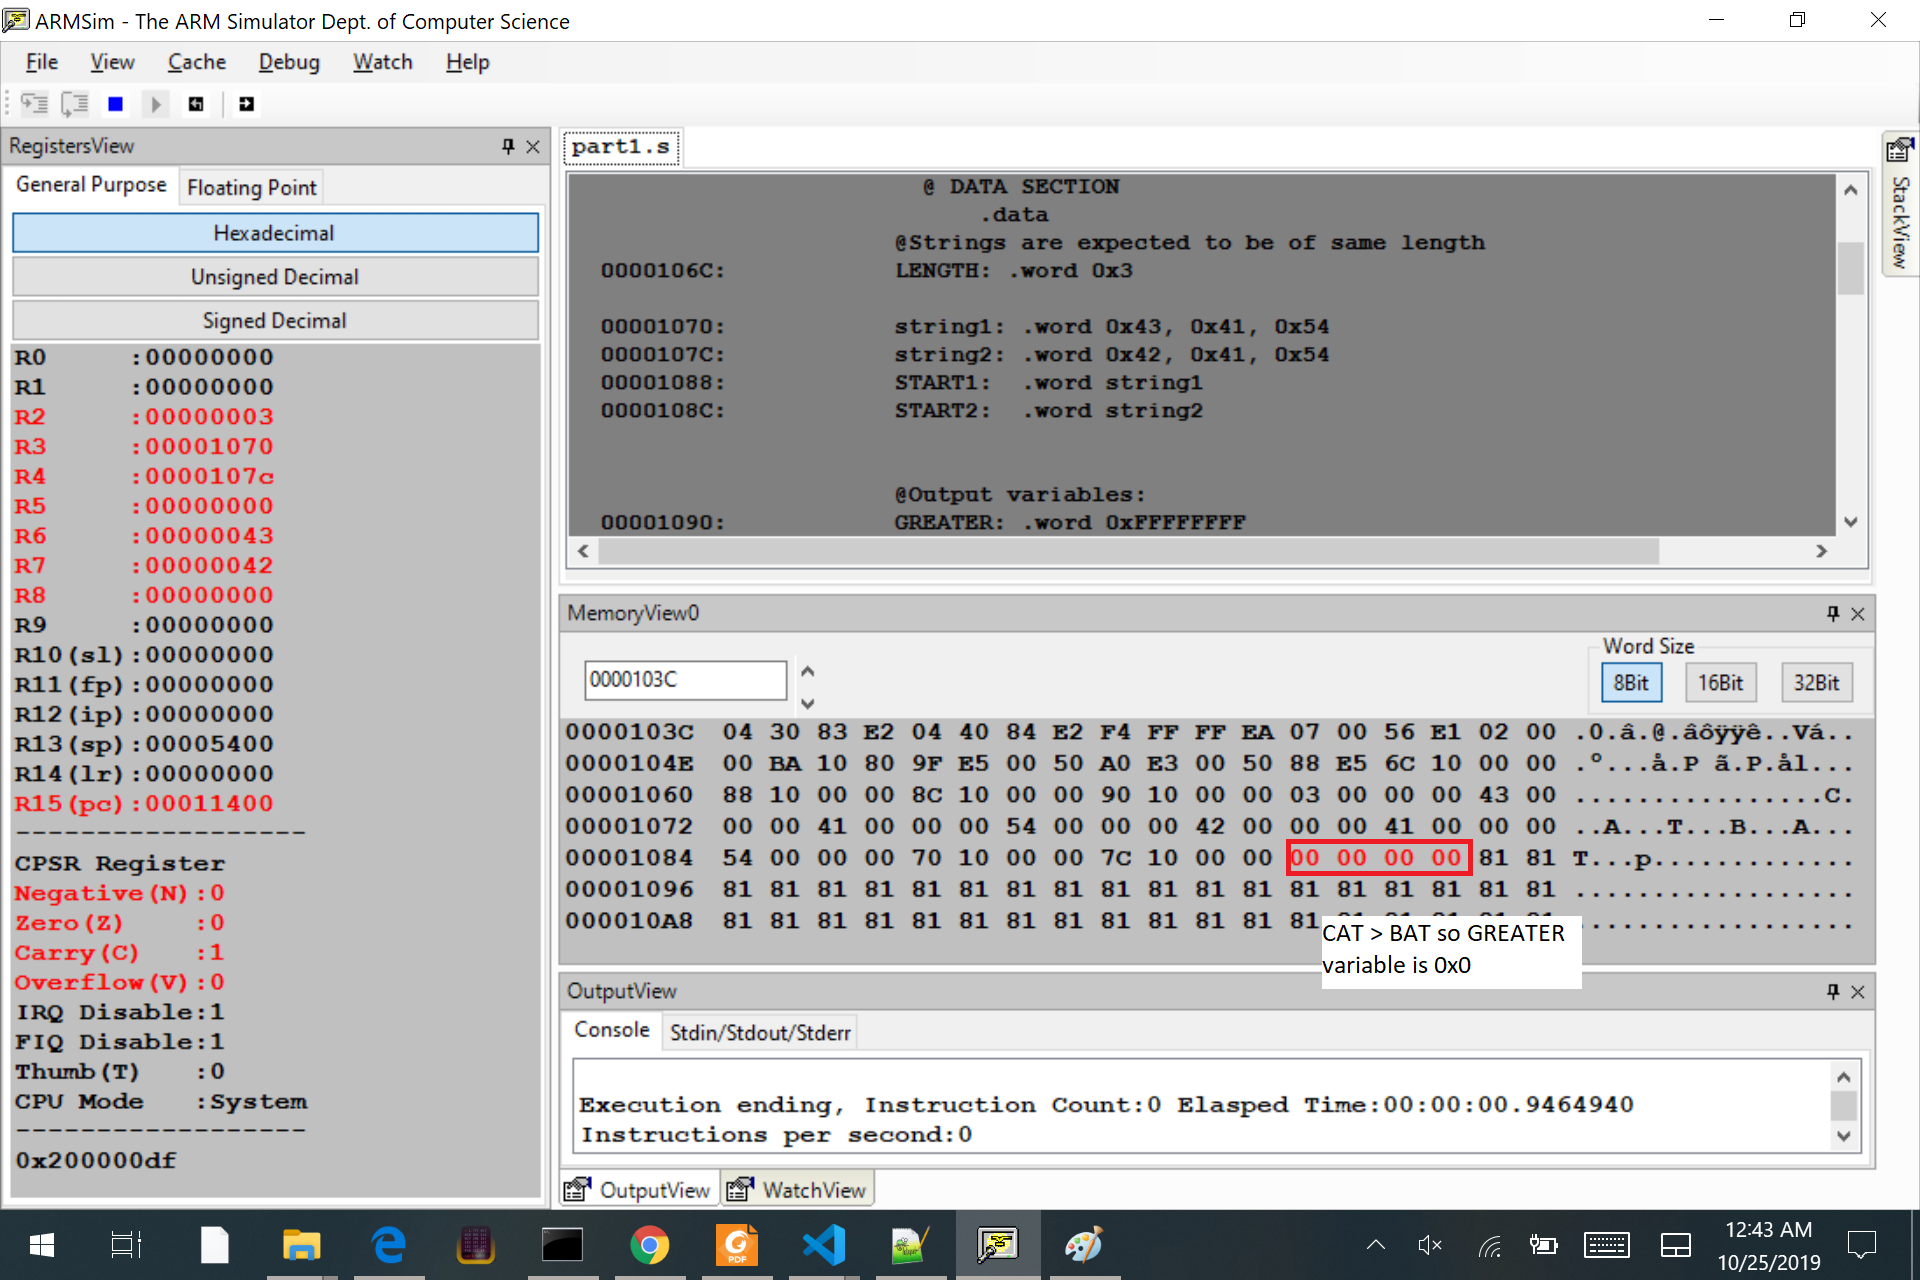 ARMSim - The ARM Simulator Dept. of Computer Science
File View Cache Debug Watch Help
RegistersView
General Purpose Floating Point
Hexadecimal
Unsigned Decimal
Signed Decimal
R0 :00000000
R1 :00000000
R2 :00000003
R3 :00001070
R4 :0000107c
R5 :00000000
R6 :00000043
R7 :00000042
R8 :00000000
R9 :00000000
R10(sl):00000000
R11(fp):00000000
R12(ip):00000000
R13(sp):00005400
R14(lr):00000000
R15(pc):00011400
------------------
CPSR Register
Negative(N):0
Zero(Z) :0
Carry(C) :1
Overflow(V):0
IRQ Disable:1
FIQ Disable:1
Thumb(T) :0
CPU Mode :System
------------------
0x200000df
part1.s
@ DATA SECTION
.data
@Strings are expected to be of same length
0000106C: LENGTH: .word 0x3
00001070: string1: .word 0x43, 0x41, 0x54
0000107C: string2: .word 0x42, 0x41, 0x54
00001088: START1: .word string1
0000108C: START2: .word string2
@Output variables:
00001090: GREATER: .word 0xFFFFFFFF
StackView
MemoryView0
Word Size
0000103C
8Bit 16Bit 32Bit
0000103C 04 30 83 E2 04 40 84 E2 F4 FF FF EA 07 00 56 E1 02 00 .0.â.@.âôÿÿê..Vá..
0000104E 00 BA 10 80 9F E5 00 50 A0 E3 00 50 88 E5 6C 10 00 00 .º...å.P ã.P.ål...
00001060 88 10 00 00 8C 10 00 00 90 10 00 00 03 00 00 00 43 00 ................C.
00001072 00 00 41 00 00 00 54 00 00 00 42 00 00 00 41 00 00 00 ..A...T...B...A...
00001084 54 00 00 00 70 10 00 00 7C 10 00 00 00 00 00 00 81 81 T...p.............
00001096 81 81 81 81 81 81 81 81 81 81 81 81 81 81 81 81 81 81 ..................
000010A8 81 81 81 81 81 81 81 81 81 81 81 81 81
CAT > BAT so GREATER
variable is 0x0
OutputView
Console Stdin/Stdout/Stderr
Execution ending, Instruction Count:0 Elasped Time:00:00:00.9464940
Instructions per second:0
OutputView WatchView
PDF
12:43 AM
10/25/2019